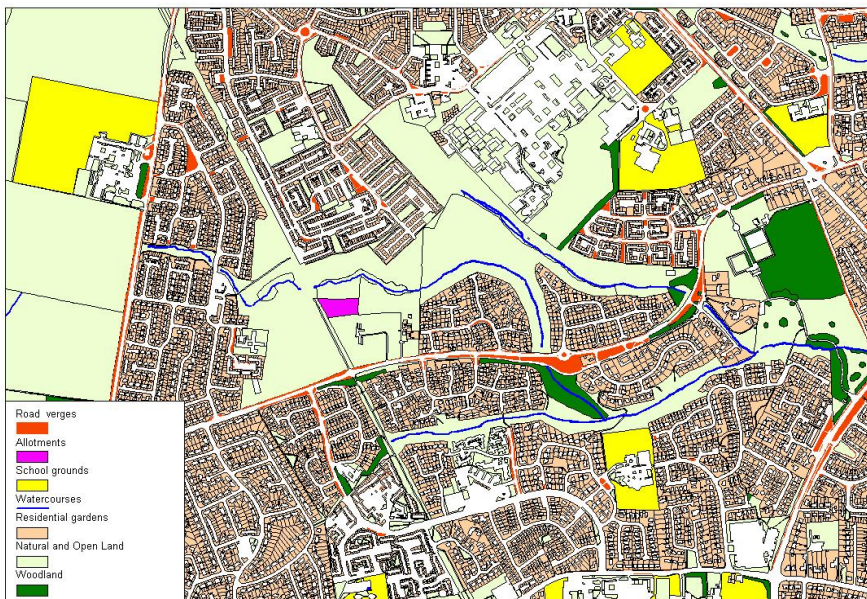 Road verges
Allotments
School grounds
Watercourses
Residential gardens
Natural and Open Land
Woodland